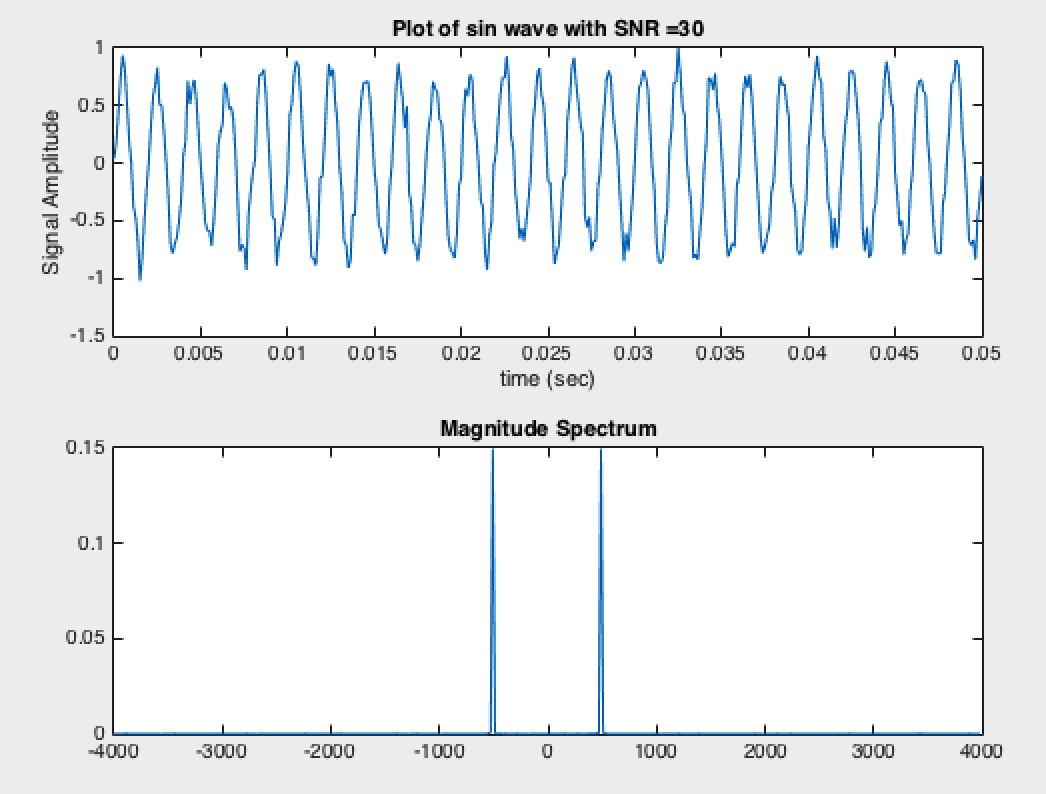 Plot of sin wave with SNR =30
1
0.5
0
-0.5
-1
-1.5
Signal Amplitude
0 0.005 0.01 0.015 0.02 0.025 0.03 0.035 0.04 0.045 0.05
time (sec)
Magnitude Spectrum
0.15
0.1
0.05
0
-4000 -3000 -2000 -1000 0 1000 2000 3000 4000